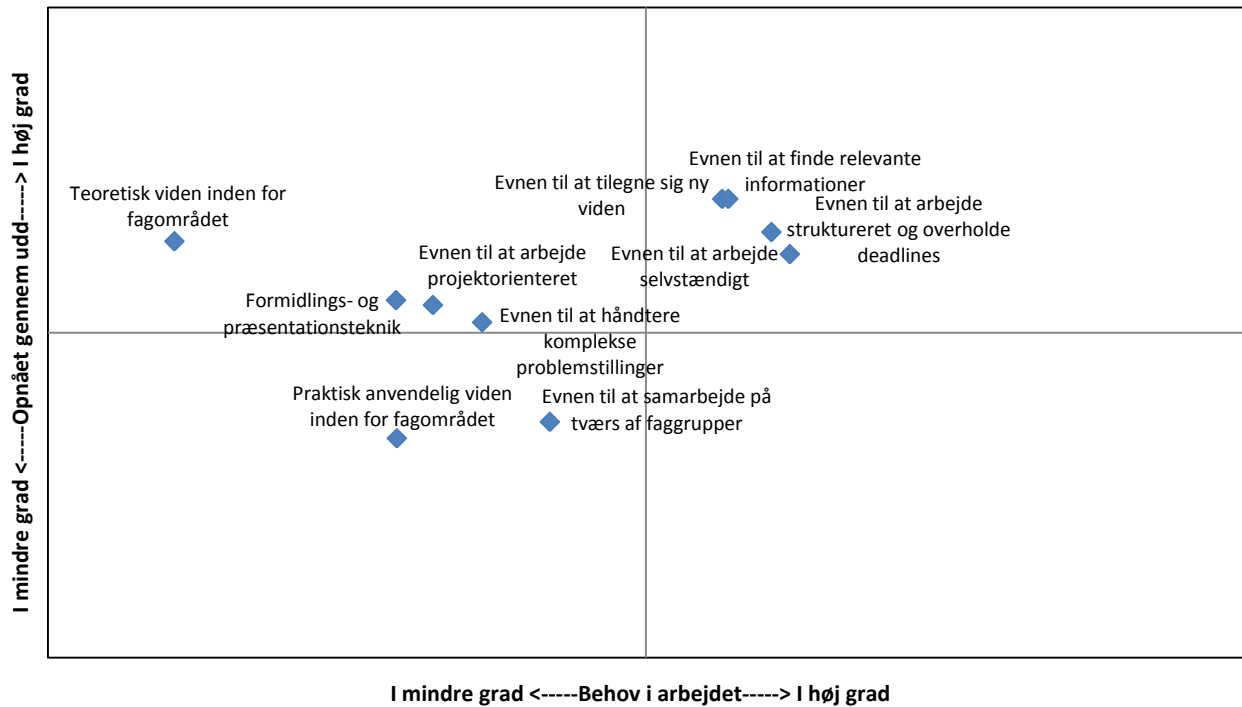 I mindre grad <-----Opnået gennem udd-----> I høj grad
Evnen til at finde relevante
informationer
Evnen til at tilegne sig ny
viden
Teoretisk viden inden for
fagområdet
Evnen til at arbejde
struktureret og overholde
deadlines
Evnen til at arbejde
selvstændigt
Evnen til at arbejde
projektorienteret
Formidlings- og
præsentationsteknik
Evnen til at håndtere
komplekse
problemstillinger
Praktisk anvendelig viden
inden for fagområdet
Evnen til at samarbejde på
tværs af faggrupper
I mindre grad <-----Behov i arbejdet-----> I høj grad